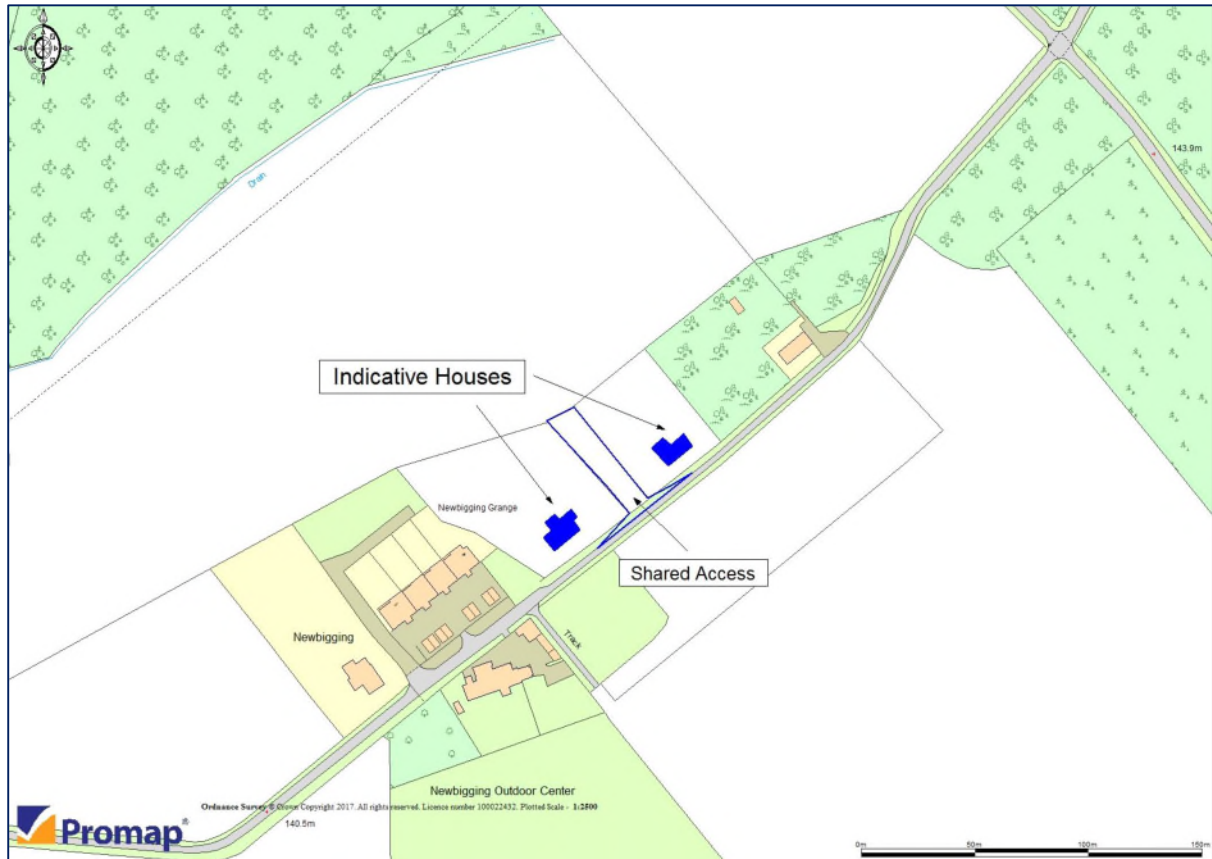 Drain
143.9m
Indicative Houses
Newbigging Grange
Shared Access
Newbigging
Track
Newbigging Outdoor Center
Ordnance Survey © Crown Copyright 2017. All rights reserved. Licence number 100022432. Plotted Scale - 1:2500
140.5m
Promap®
0m 50m 100m 150m